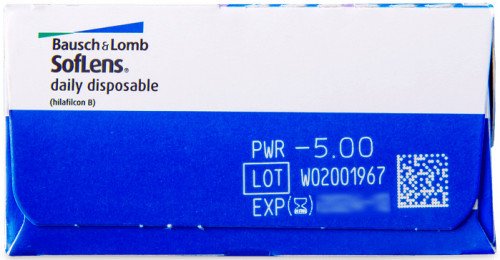 Bausch & Lomb
SofLens®
daily disposable
(hilafilcon B)
PWR -5.00
LOT W02001967
EXP